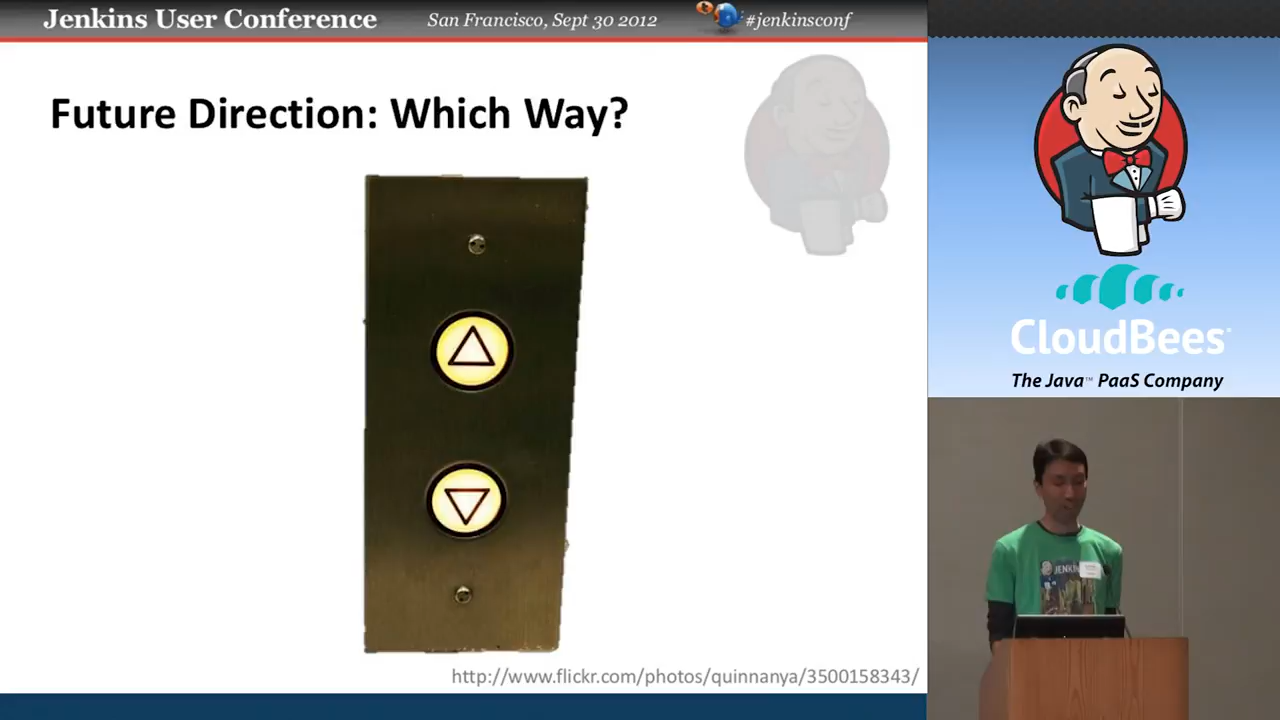 Jenkins User Conference San Francisco, Sept 30 2012 #jenkinsconf
Future Direction: Which Way?
http://www.flickr.com/photos/quinnanya/3500158343/
CloudBees
The Java™ PaaS Company
JENKINS